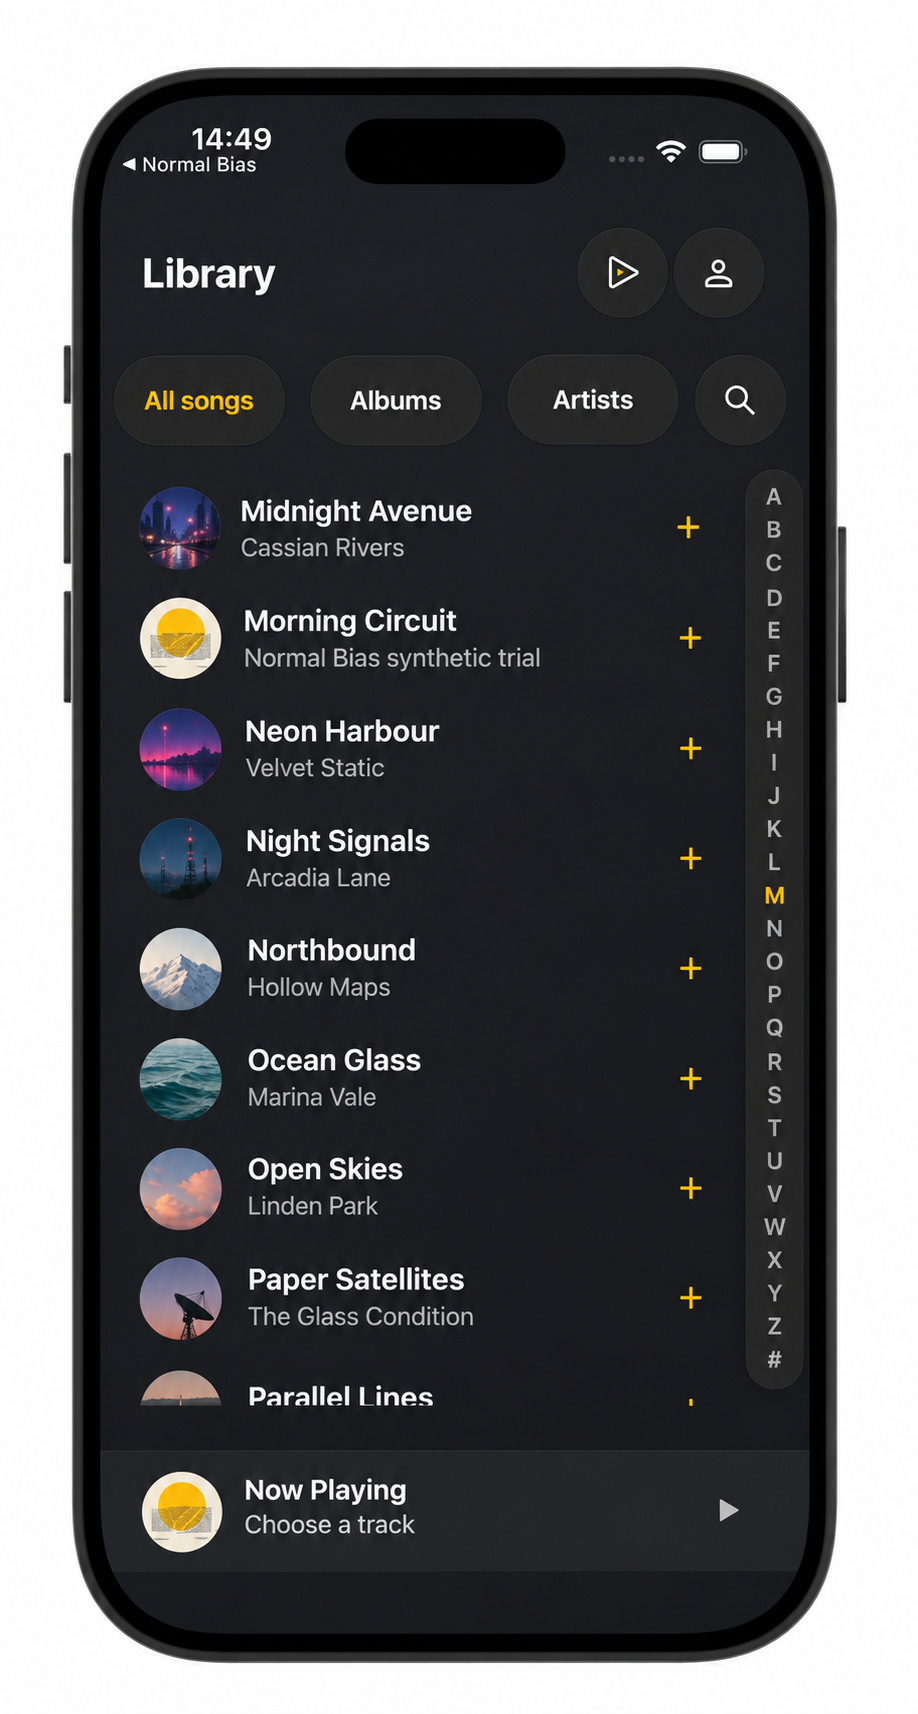 14:49
◀ Normal Bias
Library
All songs
Albums
Artists
Midnight Avenue
Cassian Rivers
Morning Circuit
Normal Bias synthetic trial
Neon Harbour
Velvet Static
Night Signals
Arcadia Lane
Northbound
Hollow Maps
Ocean Glass
Marina Vale
Open Skies
Linden Park
Paper Satellites
The Glass Condition
Parallel Lines
A
B
C
D
E
F
G
H
I
J
K
L
M
N
O
P
Q
R
S
T
U
V
W
X
Y
Z
#
Now Playing
Choose a track